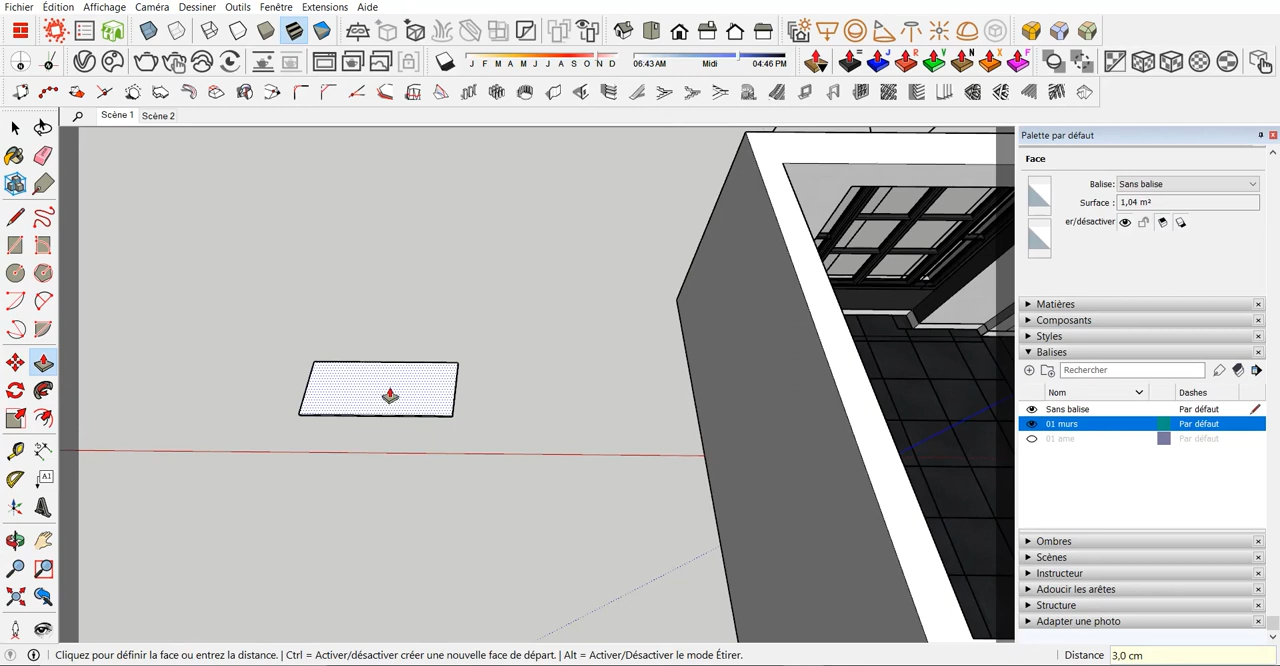 Fichier Édition Affichage Caméra Dessiner Outils Fenêtre Extensions Aide
J F M A M J J A S O N D 06:43 AM Midi 04:46 PM
= J R V N X F
Scène 1 Scène 2
Palette par défaut
Face
Balise: Sans balise
Surface : 1,04 m²
er/désactiver
Matières
Composants
Styles
Balises
Rechercher
Nom Dashes
Sans balise Par défaut
01 murs Par défaut
01 ame Par défaut
A1
Ombres
Scènes
Instructeur
Adoucir les arêtes
Structure
Adapter une photo
Cliquez pour définir la face ou entrez la distance. | Ctrl = Activer/désactiver créer une nouvelle face de départ. | Alt = Activer/Désactiver le mode Étirer. Distance 3,0 cm